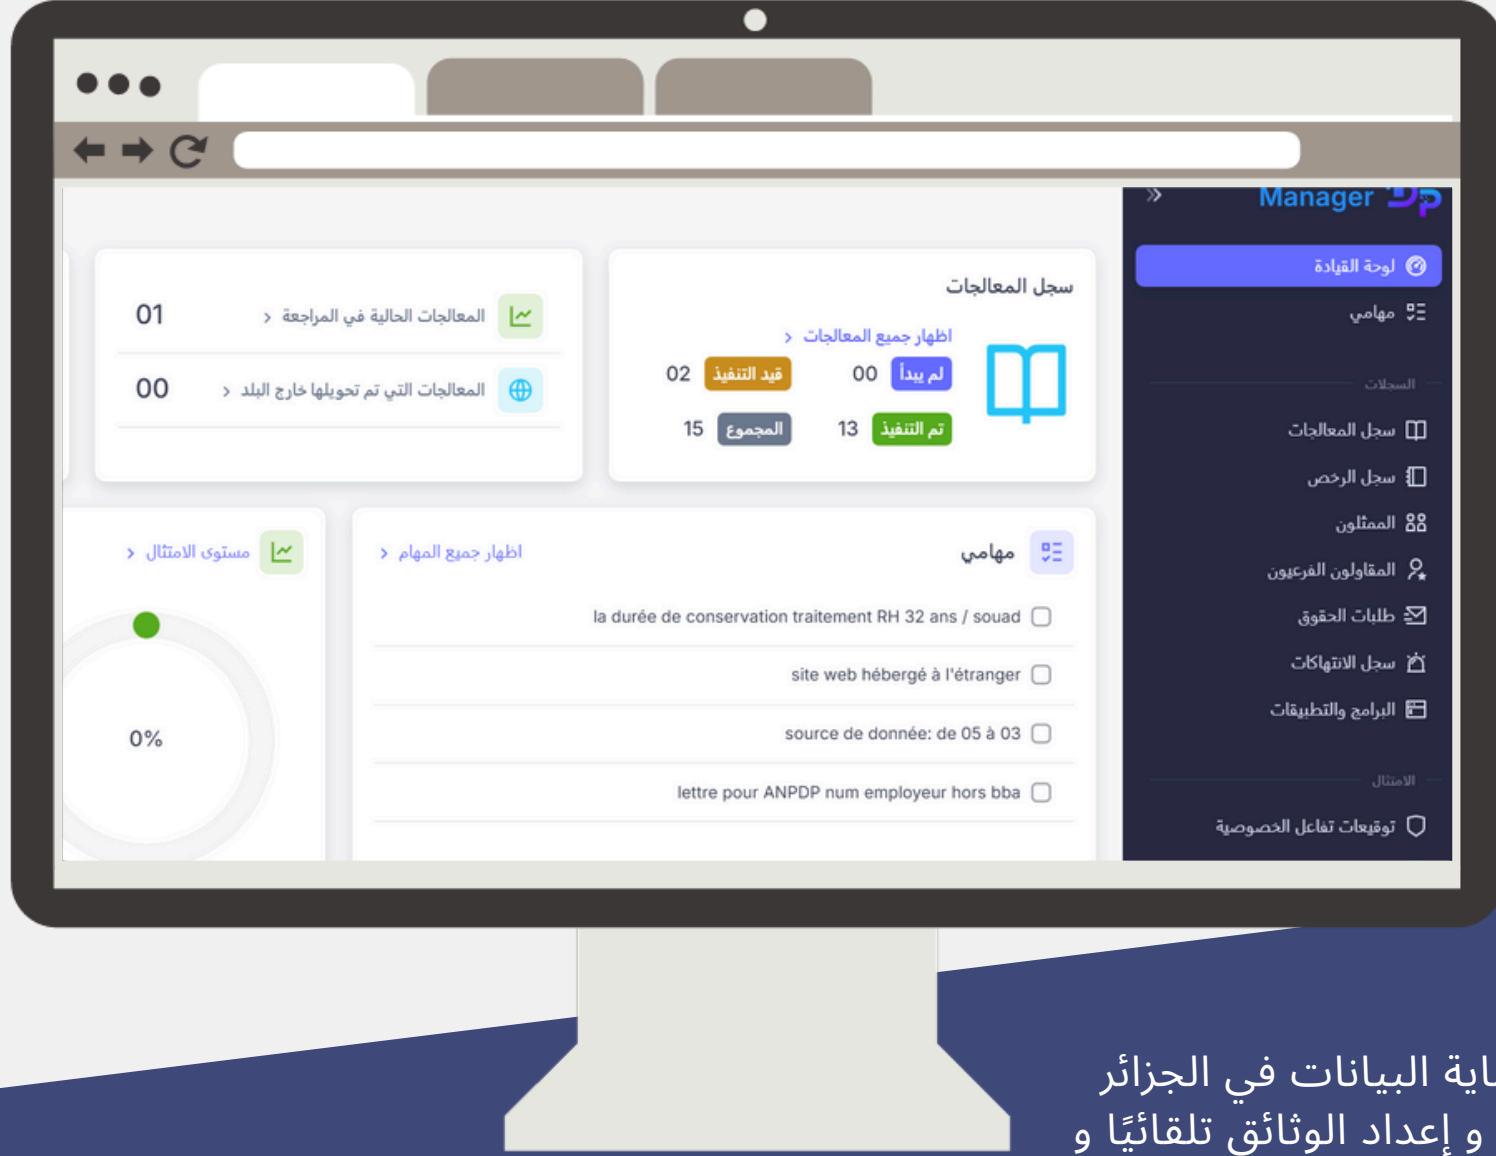 Manager DP
لوحة القيادة
مهامي
السجلات
سجل المعالجات
سجل الرخص
الممثلون
المقاولون الفرعيون
طلبات الحقوق
سجل الانتهاكات
البرامج والتطبيقات
الامتثال
توقيعات تفاعل الخصوصية
سجل المعالجات
اظهار جميع المعالجات
لم يبدأ 00 قيد التنفيذ 02
تم التنفيذ 13 المجموع 15
المعالجات الحالية في المراجعة 01
المعالجات التي تم تحويلها خارج البلد 00
مهامي اظهار جميع المهام
la durée de conservation traitement RH 32 ans / souad
site web hébergé à l'étranger
source de donnée: de 05 à 03
lettre pour ANPDP num employeur hors bba
مستوى الامتثال
0%
البيانات في الجزائر
و إعداد الوثائق تلقائيًا و